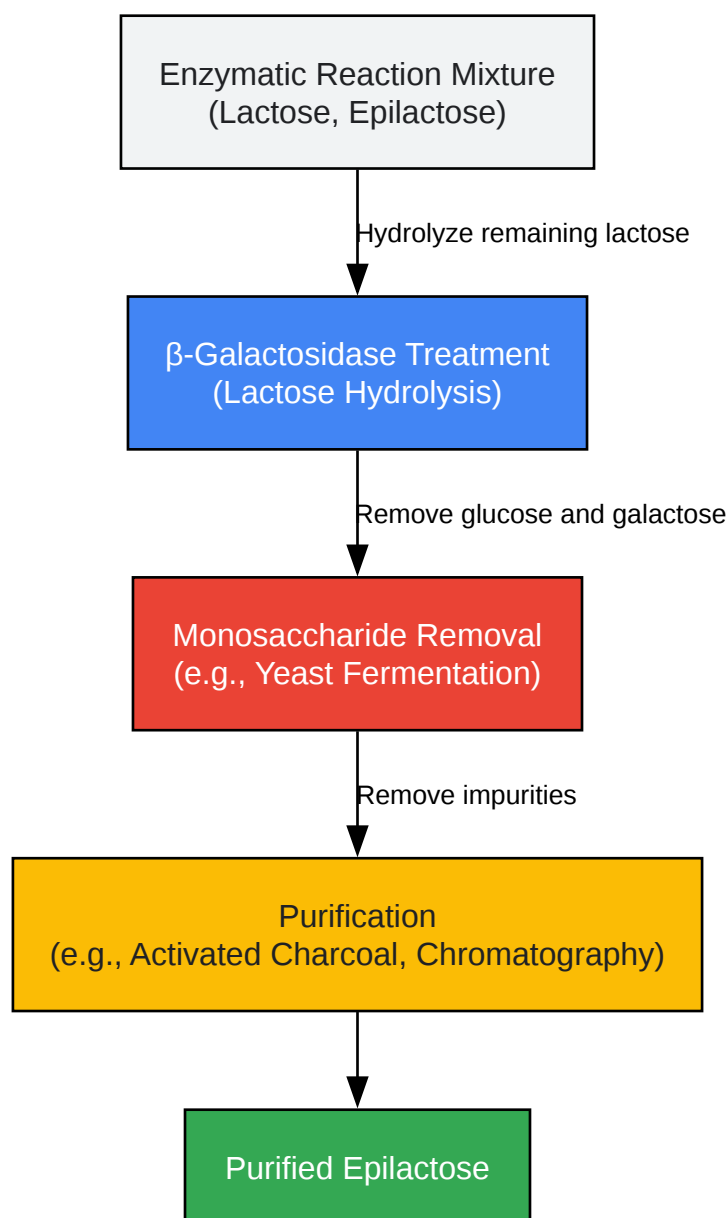 Enzymatic Reaction Mixture
(Lactose, Epilactose)
Hydrolyze remaining lactose
β-Galactosidase Treatment
(Lactose Hydrolysis)
Remove glucose and galactose
Monosaccharide Removal
(e.g., Yeast Fermentation)
Remove impurities
Purification
(e.g., Activated Charcoal, Chromatography)
Purified Epilactose